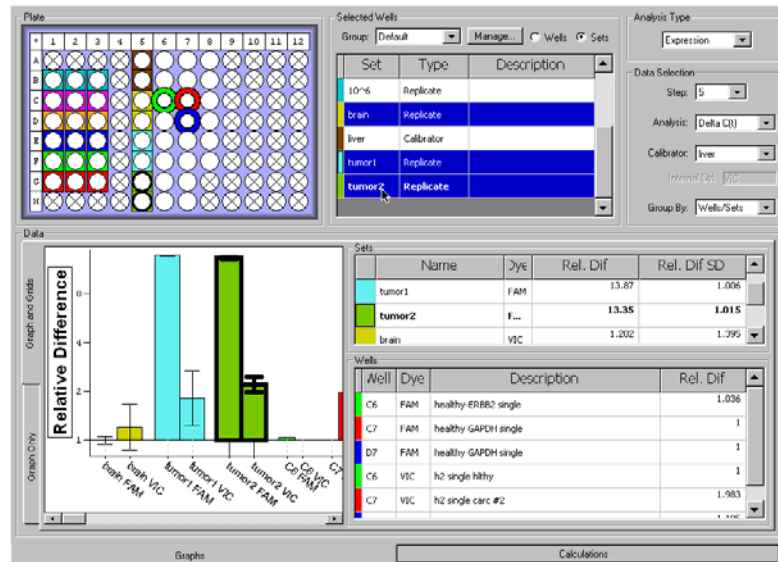 Plate
* 1 2 3 4 5 6 7 8 9 10 11 12
A
B
C
D
E
F
G
H
Selected Wells
Group: Default Manage... Wells Sets
Set Type Description
10^6 Replicate
brain Replicate
liver Calibrator
tumor1 Replicate
tumor2 Replicate
Analysis Type
Expression
Data Selection
Step: 5
Analysis: Delta C(t)
Calibrator: liver
Internal Ctrl: VIC
Group By: Wells/Sets
Data
Graph and Grids
Graph Only
Relative Difference
8
4
2
1
brain FAM
brain VIC
tumor1 FAM
tumor1 VIC
tumor2 FAM
tumor2 VIC
C6 FAM
C6 VIC
C7
Sets
Name Dye Rel. Dif Rel. Dif SD
tumor1 FAM 13.87 1.006
tumor2 F... 13.35 1.015
brain VIC 1.202 1.395
Wells
Well Dye Description Rel. Dif
C6 FAM healthy-ERBB2 single 1.036
C7 FAM healthy GAPDH single 1
D7 FAM healthy GAPDH single 1
C6 VIC h2 single hlthy 1
C7 VIC h2 single carc #2 1.983
Graphs
Calculations